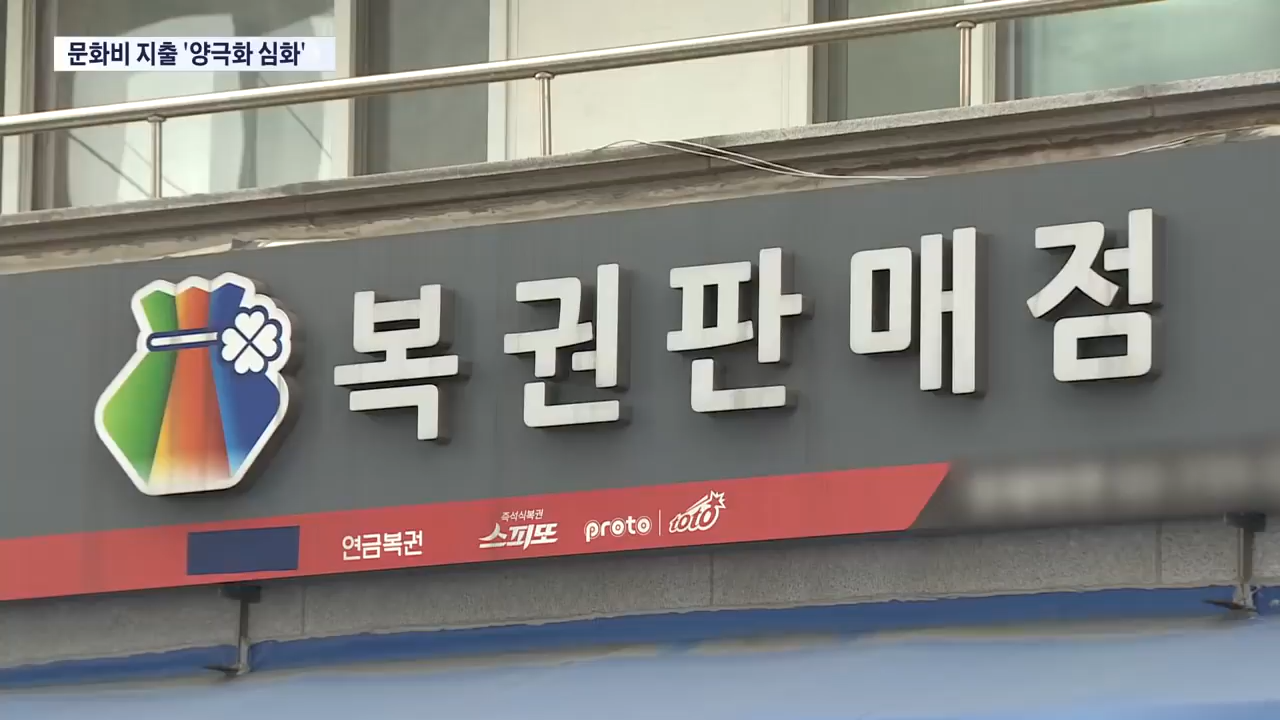 문화비 지출 '양극화 심화'
복권판매점
연금복권
즉석식복권
스피또
proto
toto